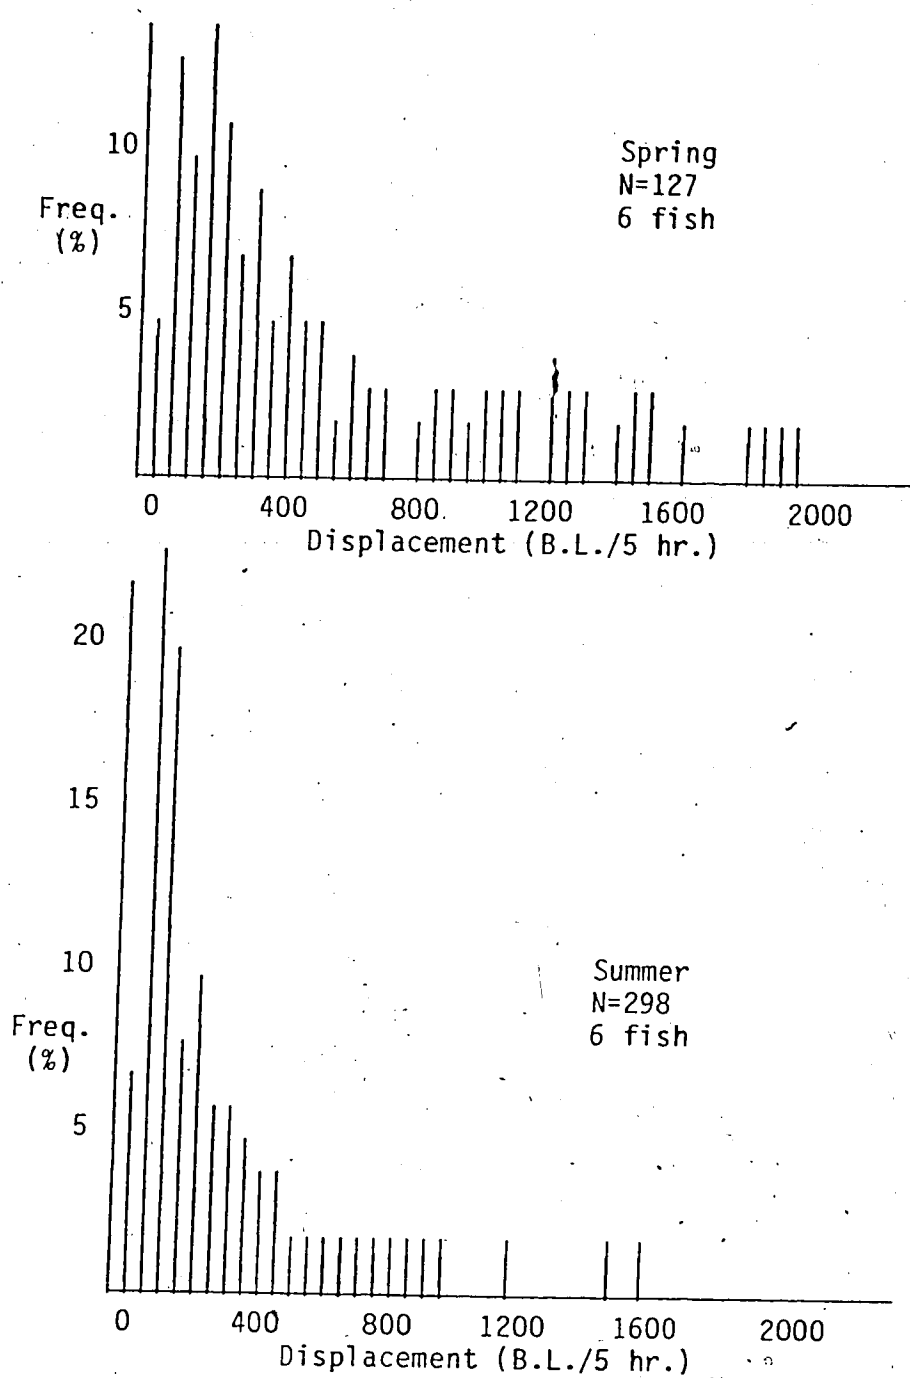 10
Freq.
(%)
5
Spring
N=127
6 fish
0 400 800 1200 1600 2000
Displacement (B.L./5 hr.)
20
15
10
Freq.
(%)
5
Summer
N=298
6 fish
0 400 800 1200 1600 2000
Displacement (B.L./5 hr.)